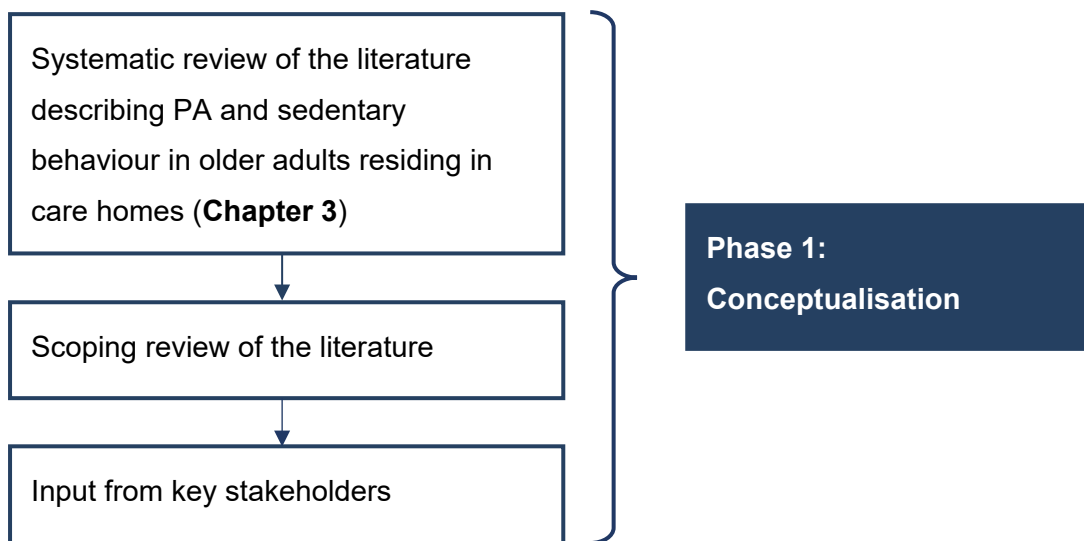 Systematic review of the literature
describing PA and sedentary
behaviour in older adults residing in
care homes (Chapter 3)
Phase 1:
Conceptualisation
Scoping review of the literature
Input from key stakeholders